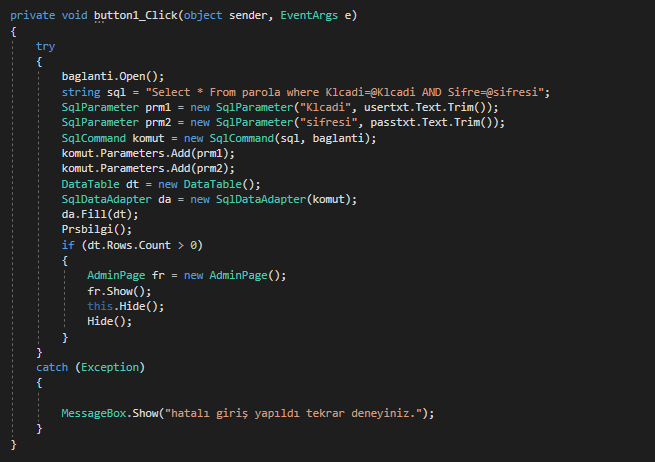 private void button1_Click(object sender, EventArgs e)
{
try
{
baglanti.Open();
string sql = "Select * From parola where Klcadi=@Klcadi AND Sifre=@sifresi";
SqlParameter prm1 = new SqlParameter("Klcadi", usertxt.Text.Trim());
SqlParameter prm2 = new SqlParameter("sifresi", passtxt.Text.Trim());
SqlCommand komut = new SqlCommand(sql, baglanti);
komut.Parameters.Add(prm1);
komut.Parameters.Add(prm2);
DataTable dt = new DataTable();
SqlDataAdapter da = new SqlDataAdapter(komut);
da.Fill(dt);
Prsbilgi();
if (dt.Rows.Count > 0)
{
AdminPage fr = new AdminPage();
fr.Show();
this.Hide();
Hide();
}
}
catch (Exception)
{
MessageBox.Show("hatalı giriş yapıldı tekrar deneyiniz.");
}
}